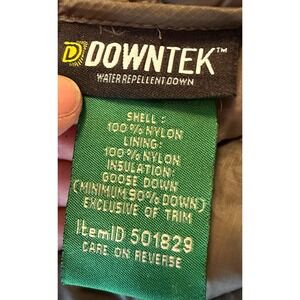 DOWNTEK™
WATER REPELLENT DOWN
SHELL:
100% NYLON
LINING:
100% NYLON
INSULATION:
GOOSE DOWN
(MINIMUM 90% DOWN)
EXCLUSIVE OF TRIM
ItemID 501829
CARE ON REVERSE